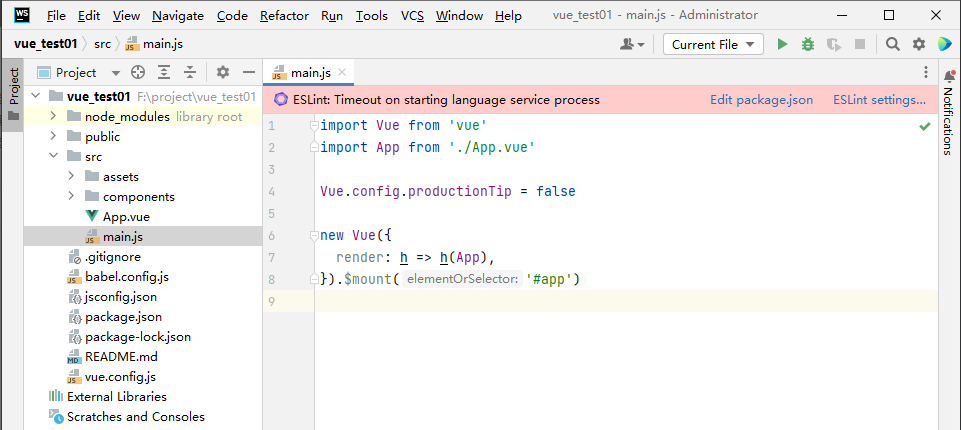 WS File Edit View Navigate Code Refactor Run Tools VCS Window Help vue_test01 - main.js - Administrator
vue_test01 src main.js Current File
Project
Project
vue_test01 F:\project\vue_test01
node_modules library root
public
src
assets
components
App.vue
main.js
.gitignore
babel.config.js
jsconfig.json
package.json
package-lock.json
README.md
vue.config.js
External Libraries
Scratches and Consoles
main.js
ESLint: Timeout on starting language service process Edit package.json ESLint settings...
1 import Vue from 'vue'
2 import App from './App.vue'
3
4 Vue.config.productionTip = false
5
6 new Vue({
7 render: h => h(App),
8 }).$mount( elementOrSelector: '#app')
9
Notifications